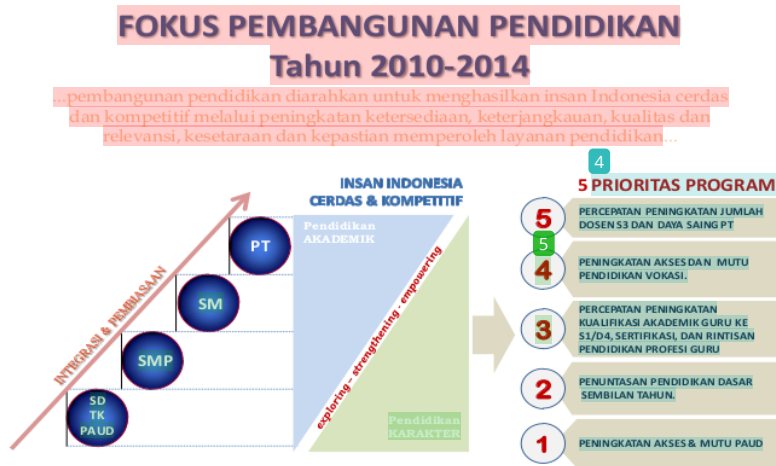 FOKUS PEMBANGUNAN PENDIDIKAN
Tahun 2010-2014
...pembangunan pendidikan diarahkan untuk menghasilkan insan Indonesia cerdas
dan kompetitif melalui peningkatan ketersediaan, keterjangkauan, kualitas dan
relevansi, kesetaraan dan kepastian memperoleh layanan pendidikan...
INTEGRASI & PEMBIASAAN
PT
SM
SMP
SD
TK
PAUD
INSAN INDONESIA
CERDAS & KOMPETITIF
Pendidikan
AKADEMIK
exploring – strengthening - empowering
Pendidikan
KARAKTER
4
5 PRIORITAS PROGRAM
5
PERCEPATAN PENINGKATAN JUMLAH
DOSEN S3 DAN DAYA SAING PT
5
4
PENINGKATAN AKSES DAN MUTU
PENDIDIKAN VOKASI.
3
PERCEPATAN PENINGKATAN
KUALIFIKASI AKADEMIK GURU KE
S1/D4, SERTIFIKASI, DAN RINTISAN
PENDIDIKAN PROFESI GURU
2
PENUNTASAN PENDIDIKAN DASAR
SEMBILAN TAHUN.
1
PENINGKATAN AKSES & MUTU PAUD